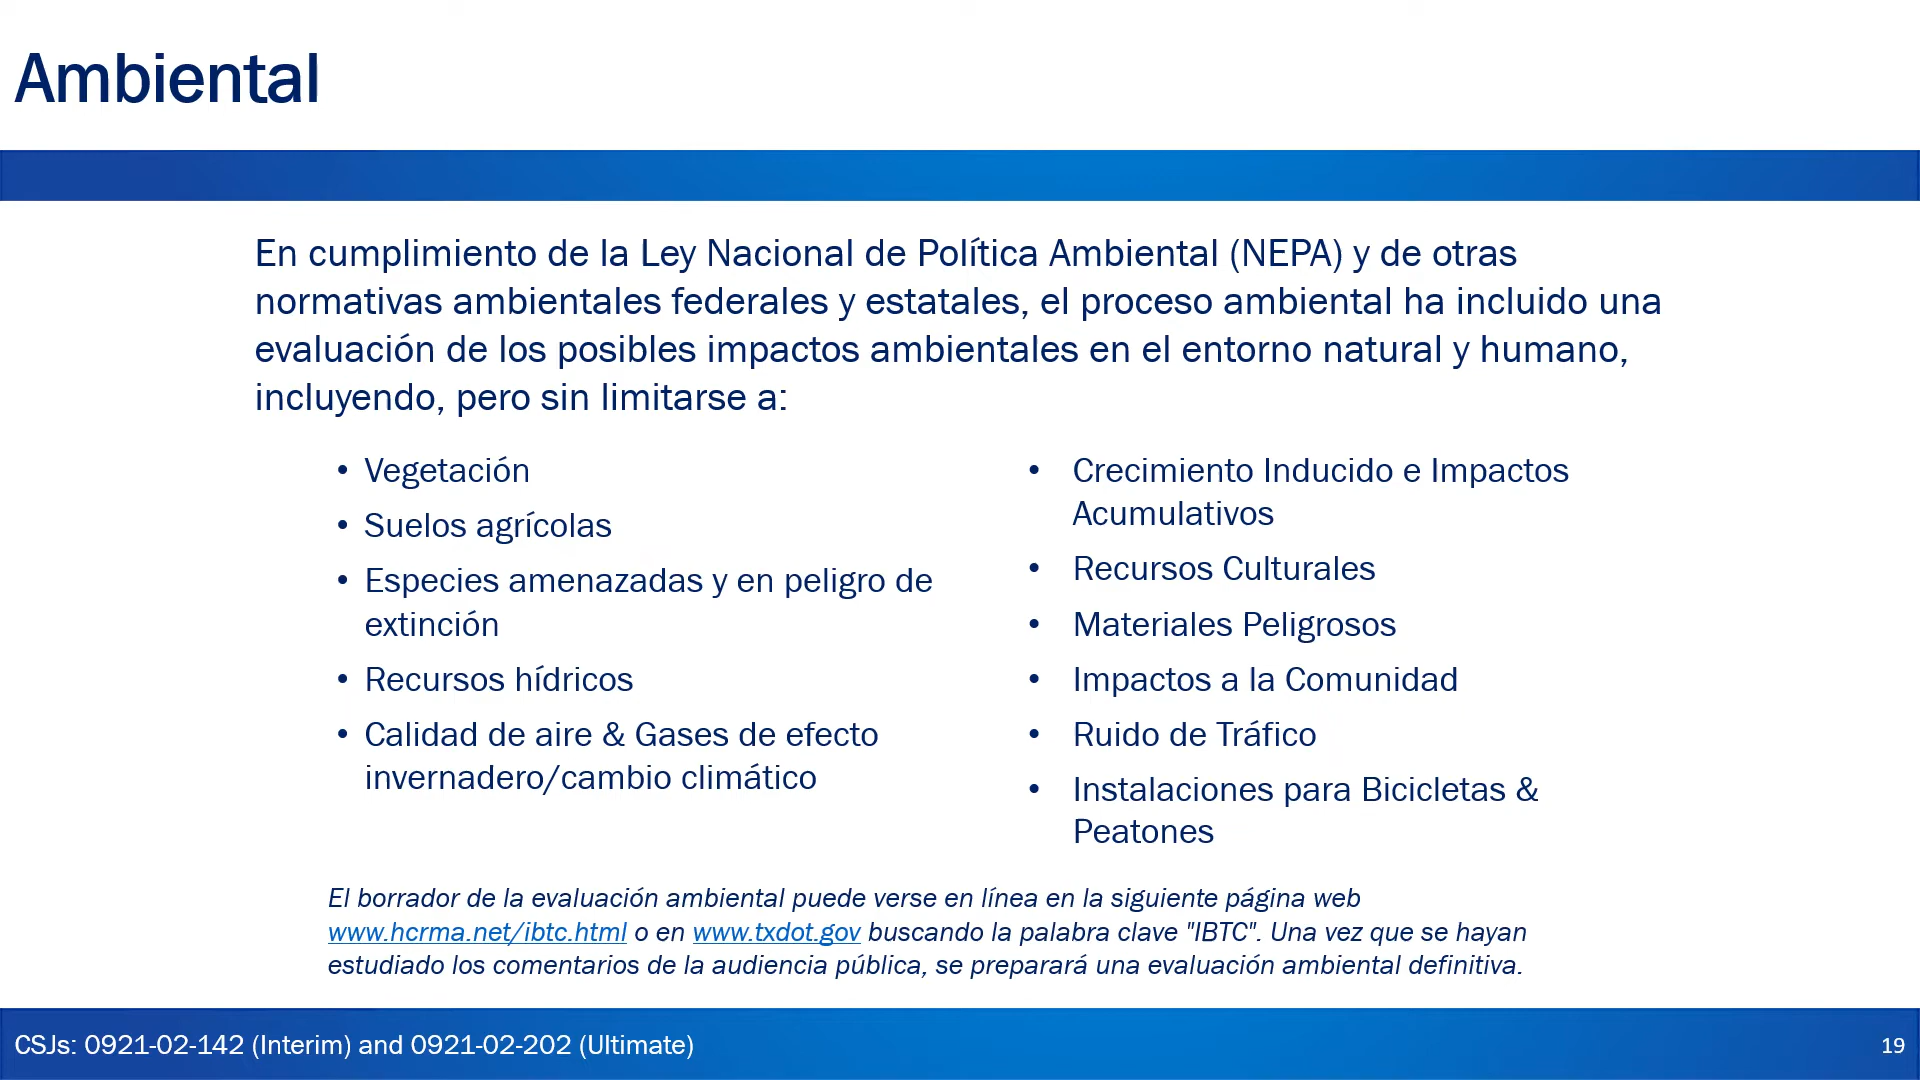 Ambiental
En cumplimiento de la Ley Nacional de Política Ambiental (NEPA) y de otras
normativas ambientales federales y estatales, el proceso ambiental ha incluido una
evaluación de los posibles impactos ambientales en el entorno natural y humano,
incluyendo, pero sin limitarse a:
• Vegetación
• Suelos agrícolas
• Especies amenazadas y en peligro de
extinción
• Recursos hídricos
• Calidad de aire & Gases de efecto
invernadero/cambio climático
• Crecimiento Inducido e Impactos
Acumulativos
• Recursos Culturales
• Materiales Peligrosos
• Impactos a la Comunidad
• Ruido de Tráfico
• Instalaciones para Bicicletas &
Peatones
El borrador de la evaluación ambiental puede verse en línea en la siguiente página web
www.hcrma.net/ibtc.html o en www.txdot.gov buscando la palabra clave "IBTC". Una vez que se hayan
estudiado los comentarios de la audiencia pública, se preparará una evaluación ambiental definitiva.
CSJs: 0921-02-142 (Interim) and 0921-02-202 (Ultimate)
19